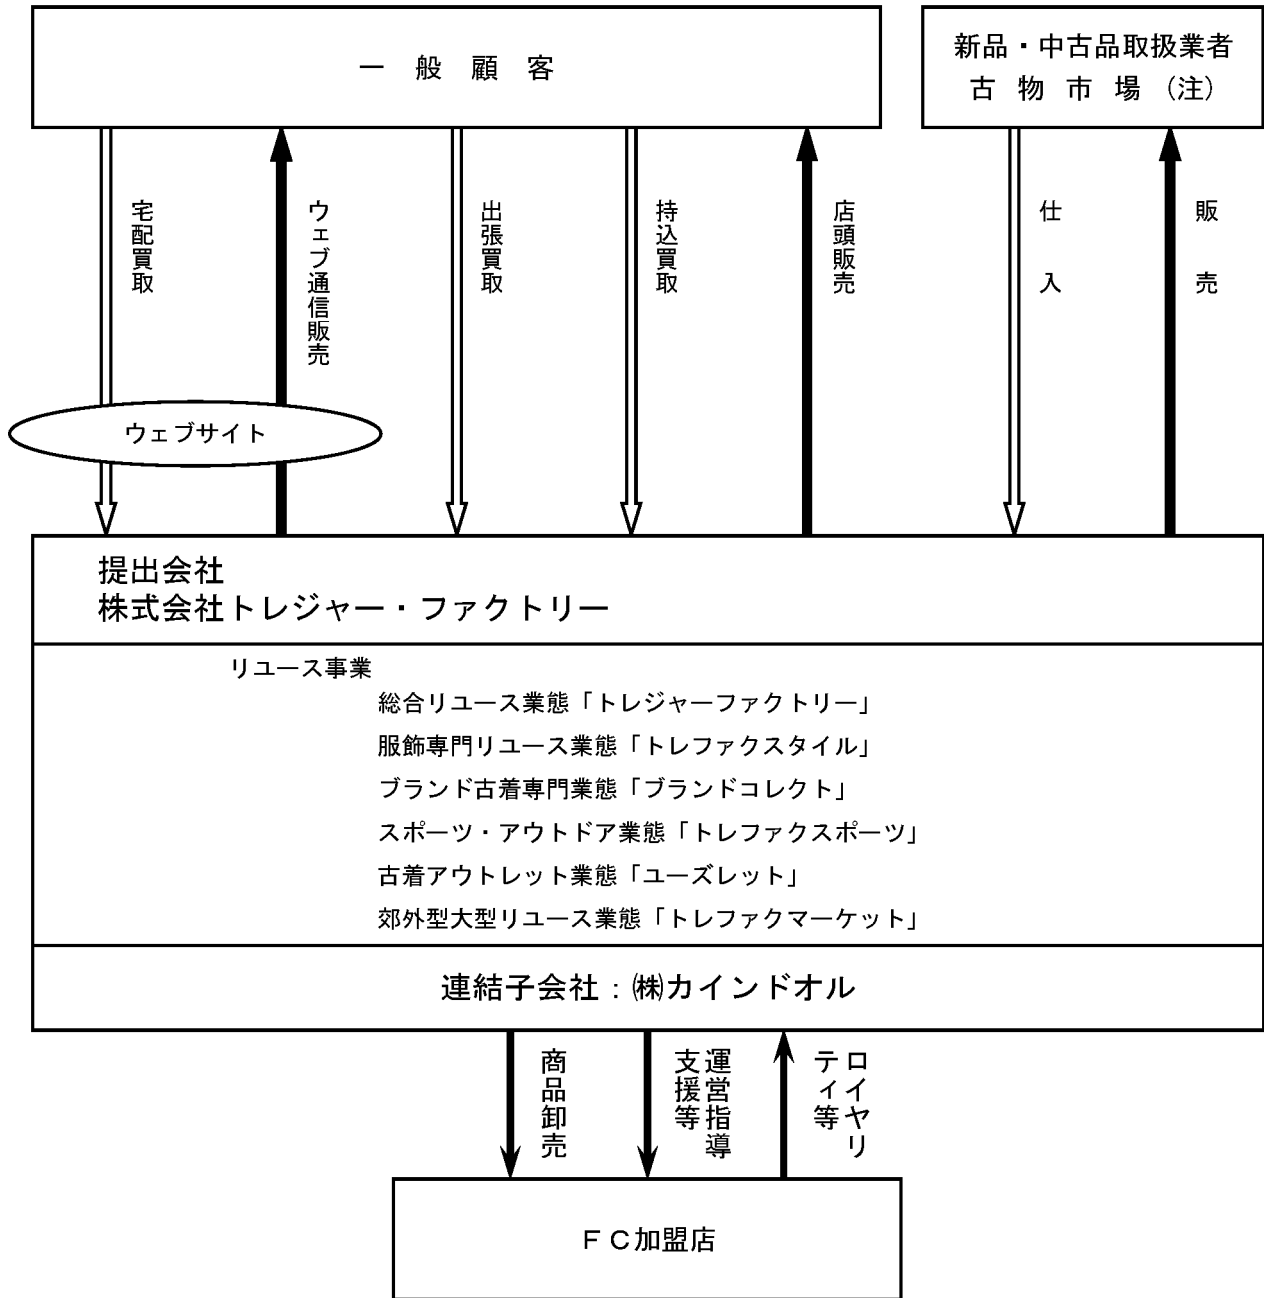 一般顧客
新品・中古品取扱業者
古物市場(注)
宅配買取
ウェブ通信販売
出張買取
持込買取
店頭販売
仕入
販売
ウェブサイト
提出会社
株式会社トレジャー・ファクトリー
リユース事業
総合リユース業態「トレジャーファクトリー」
服飾専門リユース業態「トレファクスタイル」
ブランド古着専門業態「ブランドコレクト」
スポーツ・アウトドア業態「トレファクスポーツ」
古着アウトレット業態「ユーズレット」
郊外型大型リユース業態「トレファクマーケット」
連結子会社：㈱カインドオル
商品卸売
運営指導
支援等
ロイヤリ
ティ等
ＦＣ加盟店